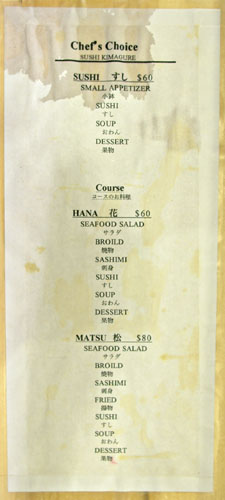 Chef's Choice
SUSHI KIMAGURE
SUSHI すし $60
SMALL APPETIZER
小鉢
SUSHI
すし
SOUP
おわん
DESSERT
果物
Course
コースのお料理
HANA 花 $60
SEAFOOD SALAD
サラダ
BROILD
焼物
SASHIMI
刺身
SUSHI
すし
SOUP
おわん
DESSERT
果物
MATSU 松 $80
SEAFOOD SALAD
サラダ
BROILD
焼物
SASHIMI
刺身
FRIED
揚物
SUSHI
すし
SOUP
おわん
DESSERT
果物